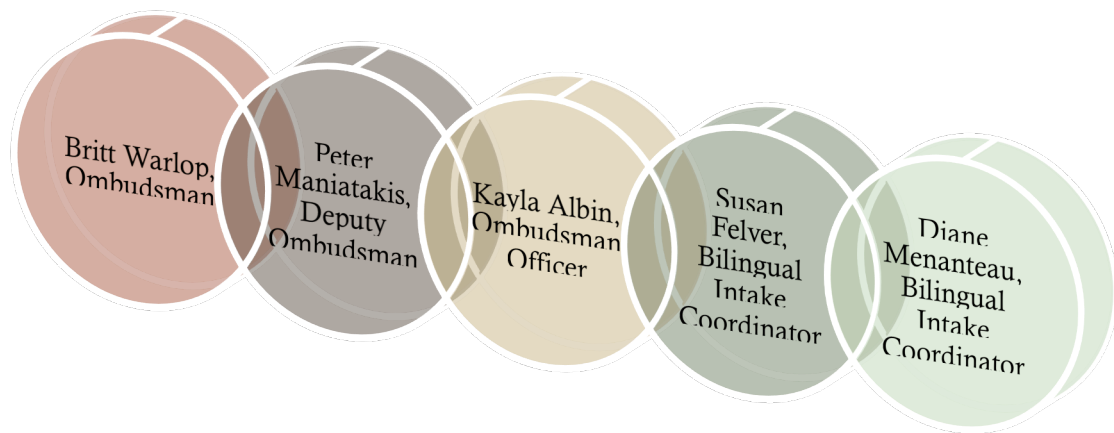 Britt Warlop,
Ombudsman
Peter
Maniatakis,
Deputy
Ombudsman
Kayla Albin,
Ombudsman
Officer
Susan
Felver,
Bilingual
Intake
Coordinator
Diane
Menanteau,
Bilingual
Intake
Coordinator